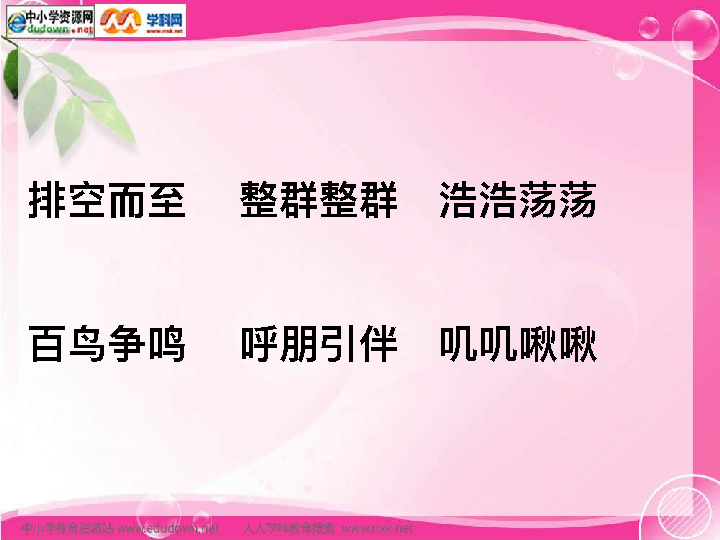 中小学资源网
dudown.net
学科网
www.nxk.net
排空而至 整群整群 浩浩荡荡
百鸟争鸣 呼朋引伴 叽叽啾啾
中小学教育资源站 www.edudown.net 人人学科教育搜索 www.nxk.net